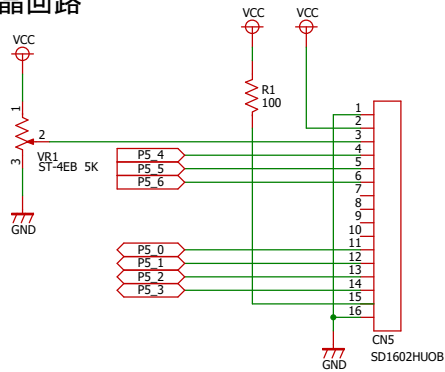 晶回路
VCC
VCC
VCC
R1
100
1
2
3
VR1
ST-4EB 5K
GND
P5_4
P5_5
P5_6
P5_0
P5_1
P5_2
P5_3
1
2
3
4
5
6
7
8
9
10
11
12
13
14
15
16
CN5
SD1602HUOB
GND